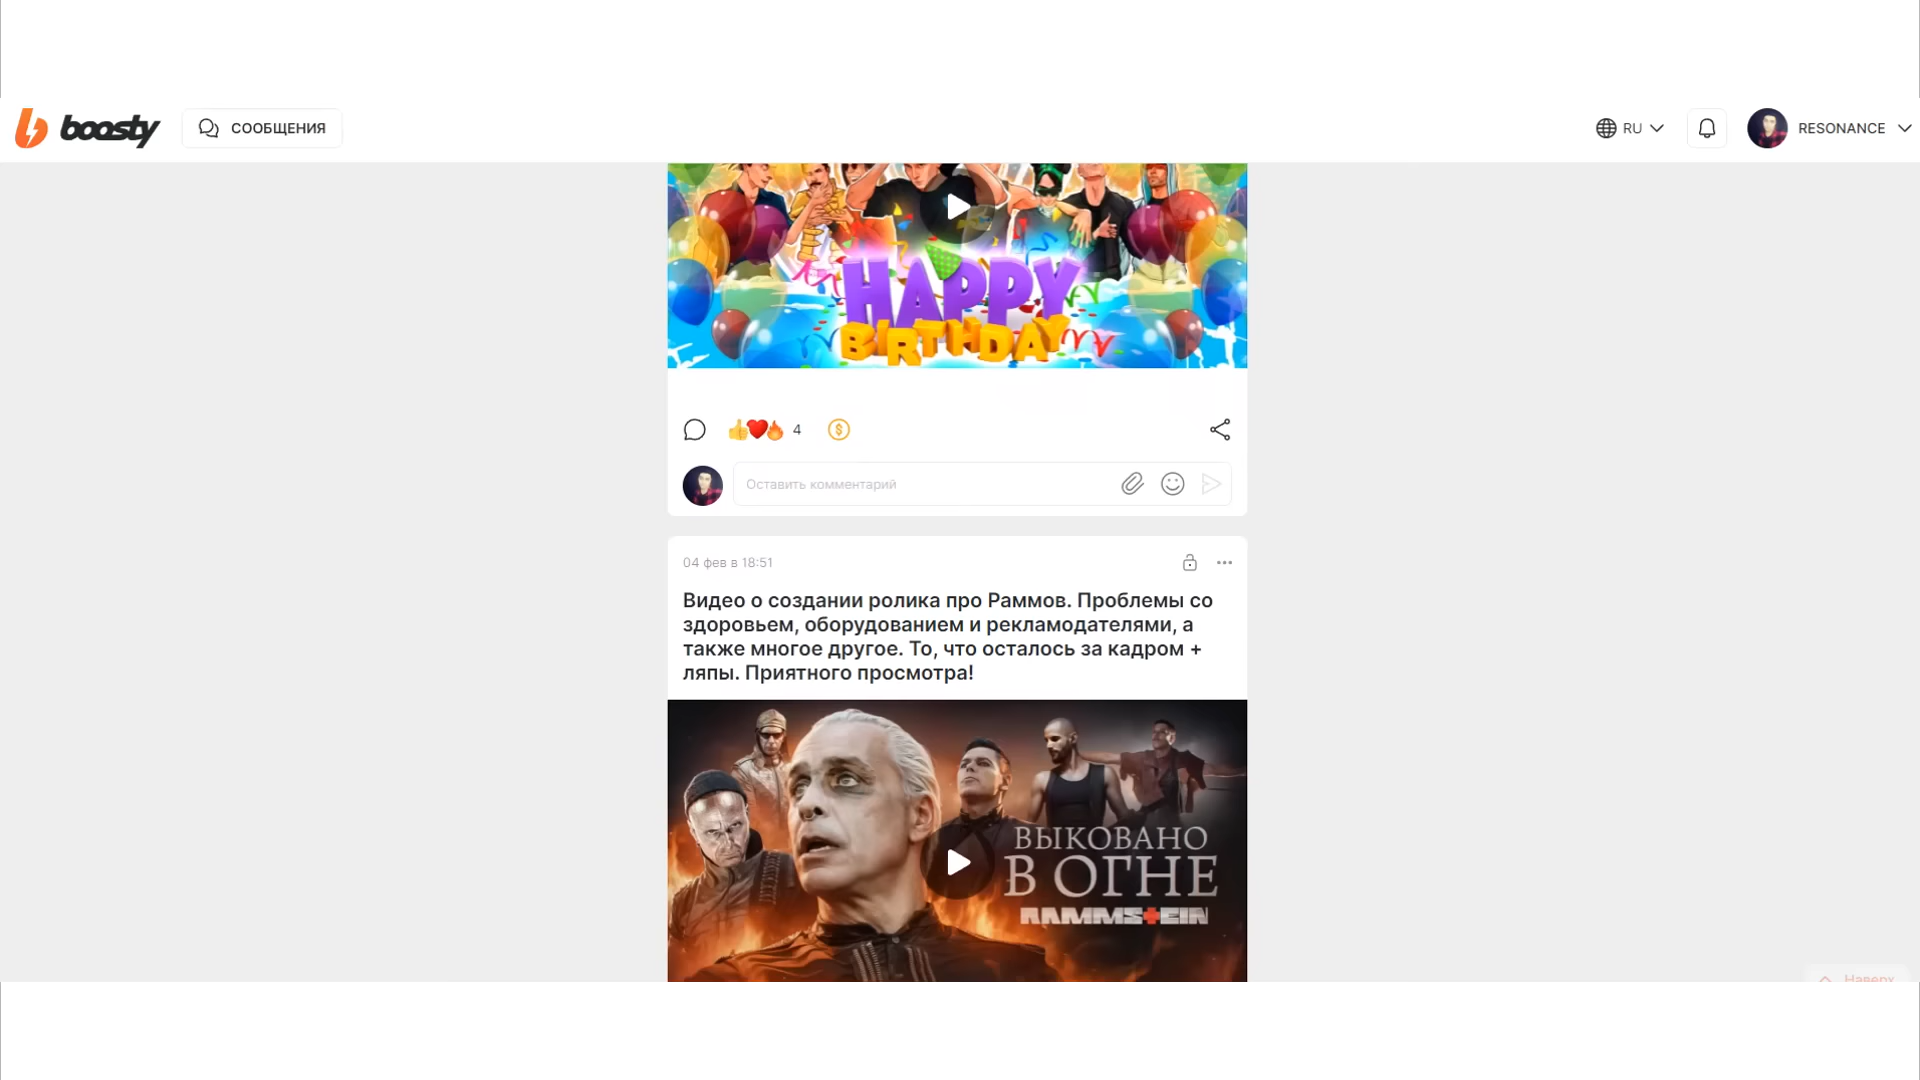 boosty
СООБЩЕНИЯ
RU
RESONANCE
HAPPY
BIRTHDAY
4
Оставить комментарий
04 фев в 18:51
Видео о создании ролика про Раммов. Проблемы со
здоровьем, оборудованием и рекламодателями, а
также многое другое. То, что осталось за кадром +
ляпы. Приятного просмотра!
ВЫКОВАНО
В ОГНЕ
RAMMSTEIN
Наверх